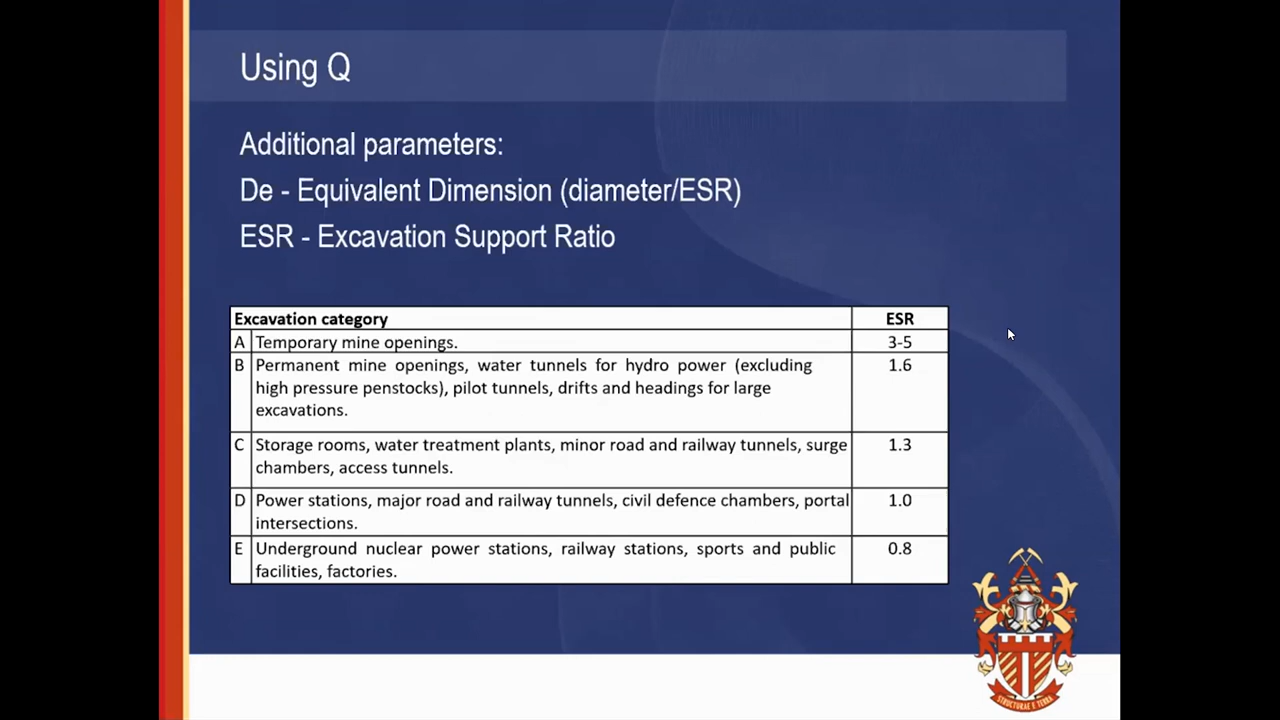 Using Q
Additional parameters:
De - Equivalent Dimension (diameter/ESR)
ESR - Excavation Support Ratio
Excavation category ESR
A Temporary mine openings. 3-5
B Permanent mine openings, water tunnels for hydro power (excluding 1.6
high pressure penstocks), pilot tunnels, drifts and headings for large
excavations.
C Storage rooms, water treatment plants, minor road and railway tunnels, surge 1.3
chambers, access tunnels.
D Power stations, major road and railway tunnels, civil defence chambers, portal 1.0
intersections.
E Underground nuclear power stations, railway stations, sports and public 0.8
facilities, factories.
STRUCTURAE E TERRA